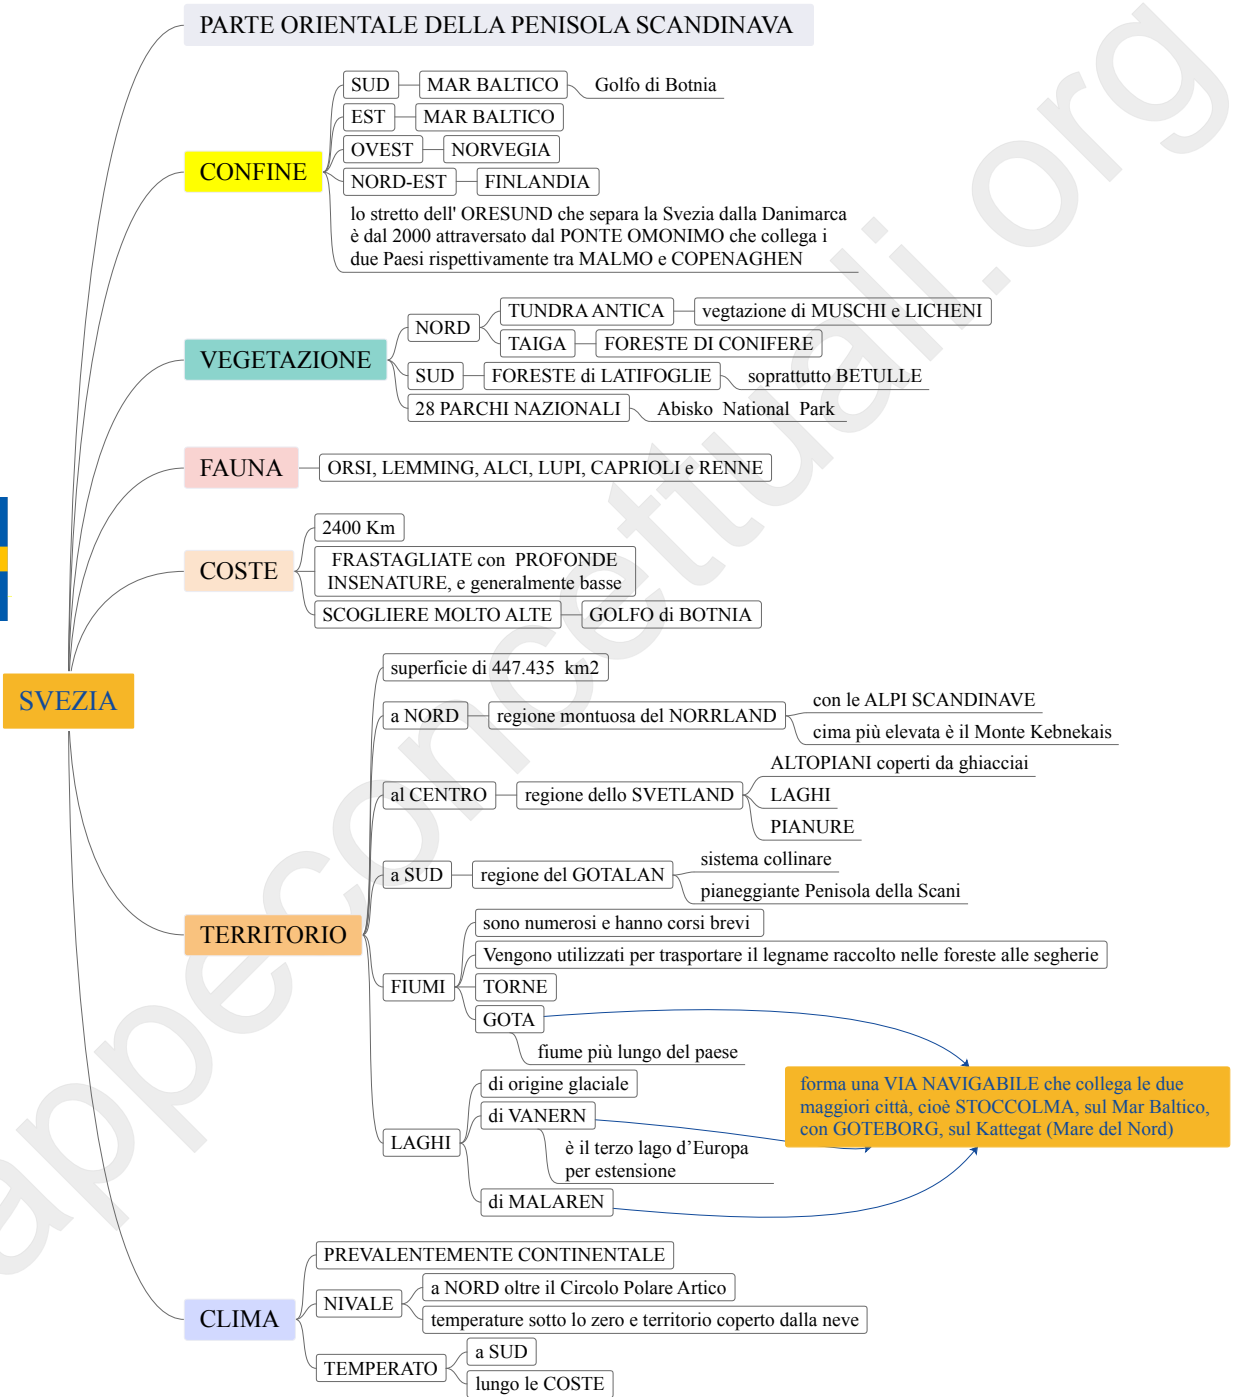 PARTE ORIENTALE DELLA PENISOLA SCANDINAVA
SUD
MAR BALTICO
Golfo di Botnia
EST
MAR BALTICO
CONFINE
OVEST
NORVEGIA
NORD-EST
FINLANDIA
lo stretto dell' ORESUND che separa la Svezia dalla Danimarca
è dal 2000 attraversato dal PONTE OMONIMO che collega i
due Paesi rispettivamente tra MALMO e COPENAGHEN
VEGETAZIONE
NORD
TUNDRA ANTICA
vegtazione di MUSCHI e LICHENI
TAIGA
FORESTE DI CONIFERE
SUD
FORESTE di LATIFOGLIE
soprattutto BETULLE
28 PARCHI NAZIONALI
Abisko National Park
FAUNA
ORSI, LEMMING, ALCI, LUPI, CAPRIOLI e RENNE
COSTE
2400 Km
FRASTAGLIATE con PROFONDE
INSENATURE, e generalmente basse
SCOGLIERE MOLTO ALTE
GOLFO di BOTNIA
SVEZIA
TERRITORIO
superficie di 447.435 km2
a NORD
regione montuosa del NORRLAND
con le ALPI SCANDINAVE
cima più elevata è il Monte Kebnekais
al CENTRO
regione dello SVETLAND
ALTOPIANI coperti da ghiacciai
LAGHI
PIANURE
a SUD
regione del GOTALAN
sistema collinare
pianeggiante Penisola della Scani
FIUMI
sono numerosi e hanno corsi brevi
Vengono utilizzati per trasportare il legname raccolto nelle foreste alle segherie
TORNE
GOTA
fiume più lungo del paese
LAGHI
di origine glaciale
di VANERN
è il terzo lago d’Europa
per estensione
di MALAREN
forma una VIA NAVIGABILE che collega le due
maggiori città, cioè STOCCOLMA, sul Mar Baltico,
con GOTEBORG, sul Kattegat (Mare del Nord)
CLIMA
PREVALENTEMENTE CONTINENTALE
NIVALE
a NORD oltre il Circolo Polare Artico
temperature sotto lo zero e territorio coperto dalla neve
TEMPERATO
a SUD
lungo le COSTE
appeconcettuali.org